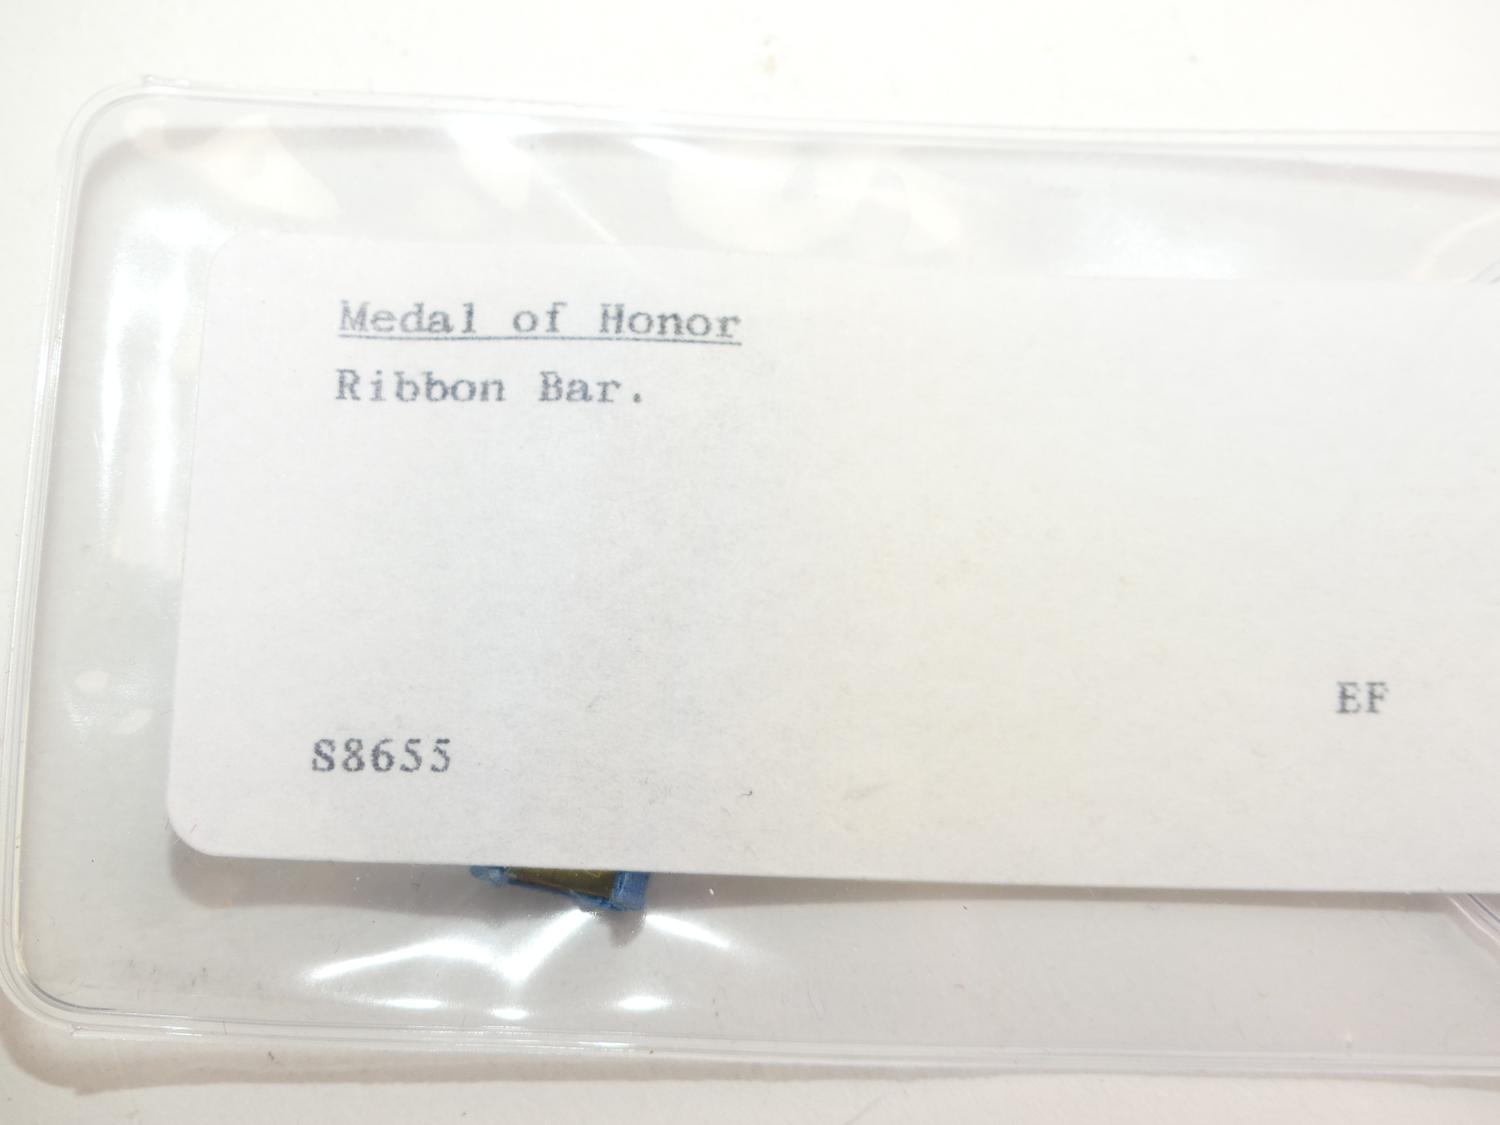 Medal of Honor
Ribbon Bar.
EF
S8655